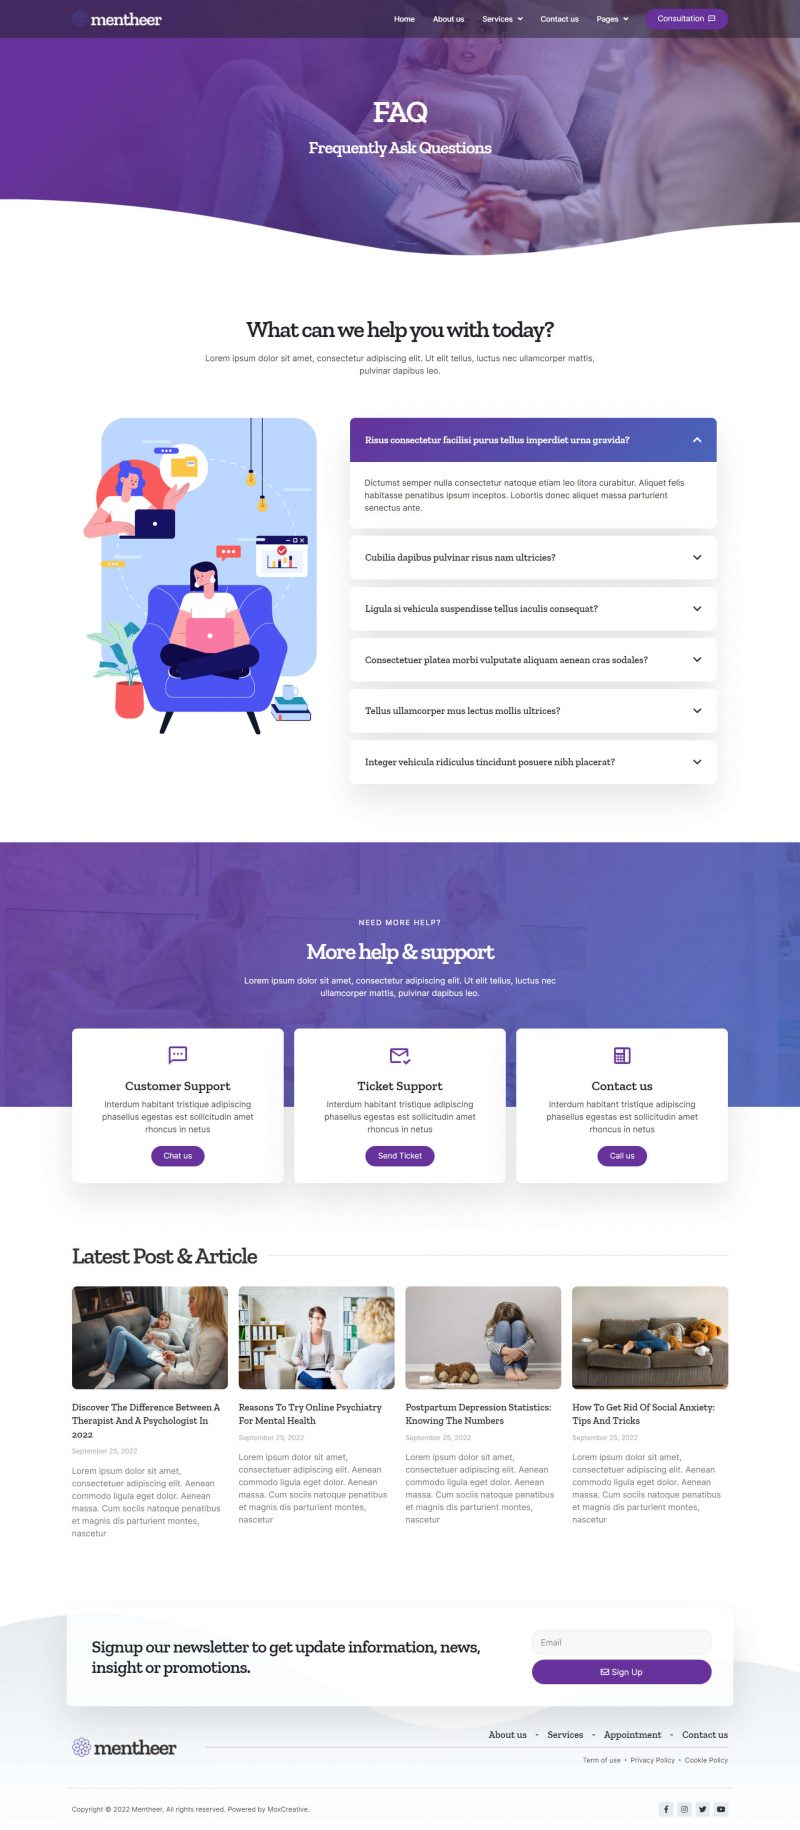 mentheer
Home
About us
Services
Contact us
Pages
Consultation
FAQ
Frequently Ask Questions
What can we help you with today?
Lorem ipsum dolor sit amet, consectetur adipiscing elit. Ut elit tellus, luctus nec ullamcorper mattis,
pulvinar dapibus leo.
Risus consectetur facilisi purus tellus imperdiet urna gravida?
Dictumst semper nulla consectetur natoque etiam leo litora curabitur. Aliquet felis
habitasse penatibus ipsum inceptos. Lobortis donec aliquet massa parturient
senectus ante.
Cubilia dapibus pulvinar risus nam ultricies?
Ligula si vehicula suspendisse tellus iaculis consequat?
Consectetuer platea morbi vulputate aliquam aenean cras sodales?
Tellus ullamcorper mus lectus mollis ultrices?
Integer vehicula ridiculus tincidunt posuere nibh placerat?
NEED MORE HELP?
More help & support
Lorem ipsum dolor sit amet, consectetur adipiscing elit. Ut elit tellus, luctus nec
ullamcorper mattis, pulvinar dapibus leo.
Customer Support
Interdum habitant tristique adipiscing
phasellus egestas est sollicitudin amet
rhoncus in netus
Chat us
Ticket Support
Interdum habitant tristique adipiscing
phasellus egestas est sollicitudin amet
rhoncus in netus
Send Ticket
Contact us
Interdum habitant tristique adipiscing
phasellus egestas est sollicitudin amet
rhoncus in netus
Call us
Latest Post & Article
Discover The Difference Between A
Therapist And A Psychologist In
2022
September 25, 2022
Lorem ipsum dolor sit amet,
consectetuer adipiscing elit. Aenean
commodo ligula eget dolor. Aenean
massa. Cum sociis natoque penatibus
et magnis dis parturient montes,
nascetur
Reasons To Try Online Psychiatry
For Mental Health
September 25, 2022
Lorem ipsum dolor sit amet,
consectetuer adipiscing elit. Aenean
commodo ligula eget dolor. Aenean
massa. Cum sociis natoque penatibus
et magnis dis parturient montes,
nascetur
Postpartum Depression Statistics:
Knowing The Numbers
September 25, 2022
Lorem ipsum dolor sit amet,
consectetuer adipiscing elit. Aenean
commodo ligula eget dolor. Aenean
massa. Cum sociis natoque penatibus
et magnis dis parturient montes,
nascetur
How To Get Rid Of Social Anxiety:
Tips And Tricks
September 25, 2022
Lorem ipsum dolor sit amet,
consectetuer adipiscing elit. Aenean
commodo ligula eget dolor. Aenean
massa. Cum sociis natoque penatibus
et magnis dis parturient montes,
nascetur
Signup our newsletter to get update information, news,
insight or promotions.
Email
Sign Up
mentheer
About us - Services - Appointment - Contact us
Term of use • Privacy Policy • Cookie Policy
Copyright © 2022 Mentheer, All rights reserved. Powered by MoxCreative.